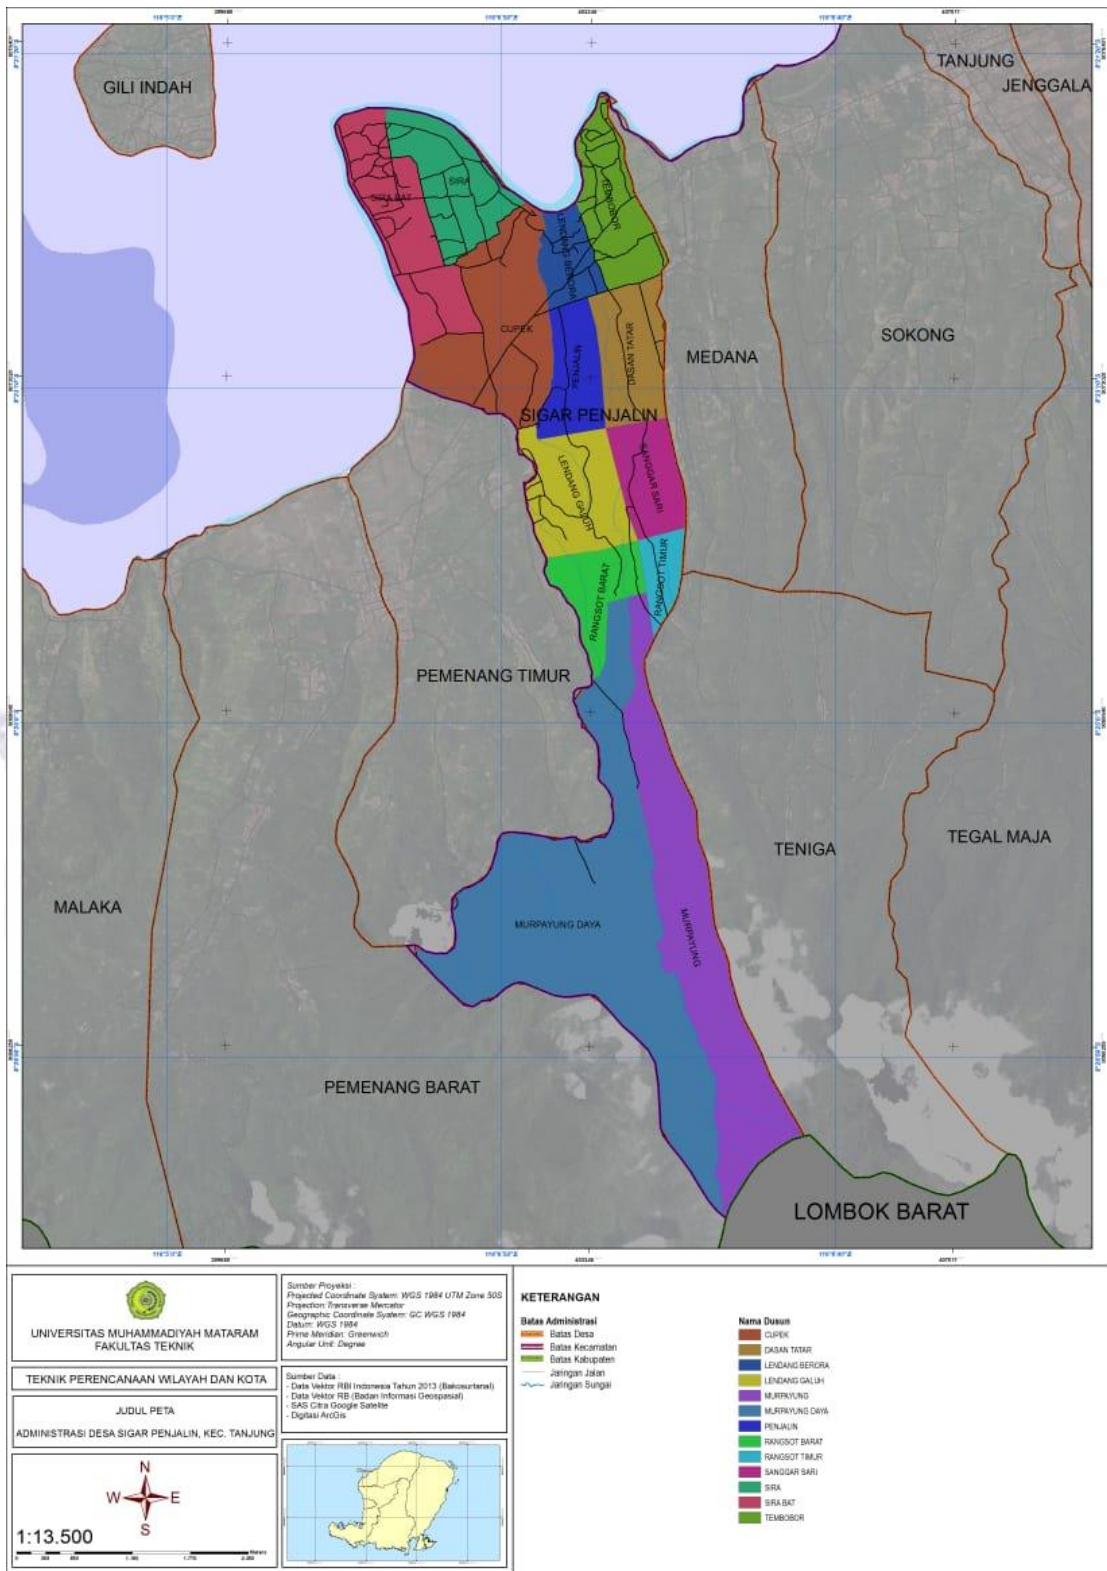 GILI INDAH
TANJUNG
JENGGALA
SIRA
SIRA BAT
TEMBOBOR
LENDANG BERORA
CUPEK
PENJALIN
DASAN TATAR
MEDANA
SOKONG
SIGAR PENJALIN
LENDANG GALUH
SANGGAR SARI
RANGSOT BARAT
RANGSOT TIMUR
PEMENANG TIMUR
TENIGA
TEGAL MAJA
MALAKA
MURPAYUNG DAYA
MURPAYUNG
PEMENANG BARAT
LOMBOK BARAT
UNIVERSITAS MUHAMMADIYAH MATARAM
FAKULTAS TEKNIK
TEKNIK PERENCANAAN WILAYAH DAN KOTA
JUDUL PETA
ADMINISTRASI DESA SIGAR PENJALIN, KEC. TANJUNG
N
W E
S
1:13.500
Meters
Sumber Proyeksi :
Projected Coordinate System: WGS 1984 UTM Zone 50S
Projection: Transverse Mercator
Geographic Coordinate System: GC WGS 1984
Datum: WGS 1984
Prime Meridian: Greenwich
Angular Unit: Degree
Sumber Data :
- Data Vektor RBI Indonesia Tahun 2013 (Bakosurtanal)
- Data Vektor RB (Badan Informasi Geospasial)
- SAS Citra Google Satelite
- Digitasi ArcGis
KETERANGAN
Batas Administrasi
Batas Desa
Batas Kecamatan
Batas Kabupaten
Jaringan Jalan
Jaringan Sungai
Nama Dusun
CUPEK
DASAN TATAR
LENDANG BERORA
LENDANG GALUH
MURPAYUNG
MURPAYUNG DAYA
PENJALIN
RANGSOT BARAT
RANGSOT TIMUR
SANGGAR SARI
SIRA
SIRA BAT
TEMBOBOR